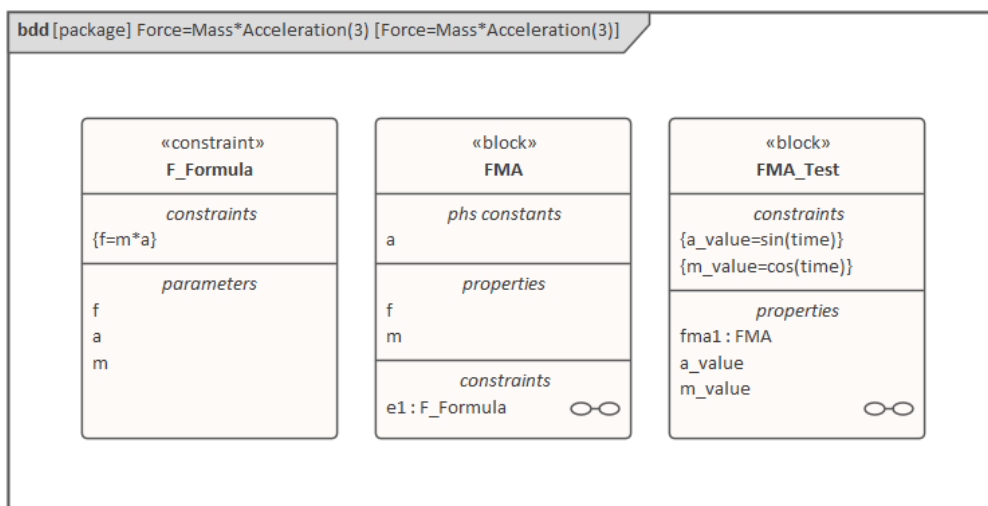 bdd [package] Force=Mass*Acceleration(3) [Force=Mass*Acceleration(3)]
«constraint»
F_Formula
constraints
{f=m*a}
parameters
f
a
m
«block»
FMA
phs constants
a
properties
f
m
constraints
e1 : F_Formula
«block»
FMA_Test
constraints
{a_value=sin(time)}
{m_value=cos(time)}
properties
fma1 : FMA
a_value
m_value